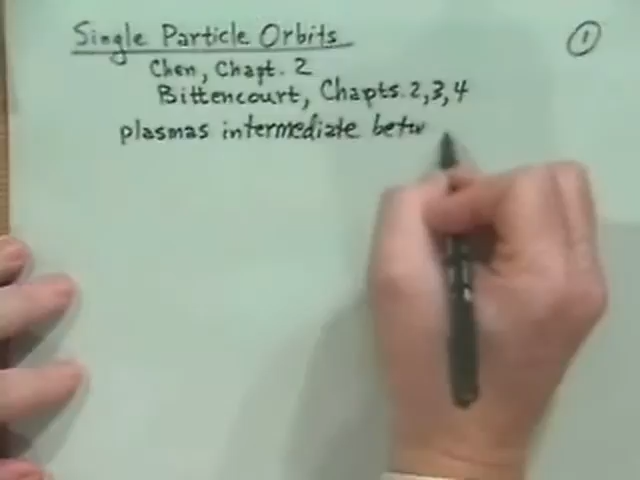 Single Particle Orbits
①
Chen, Chapt. 2
Bittencourt, Chapts. 2,3,4
plasmas intermediate betw